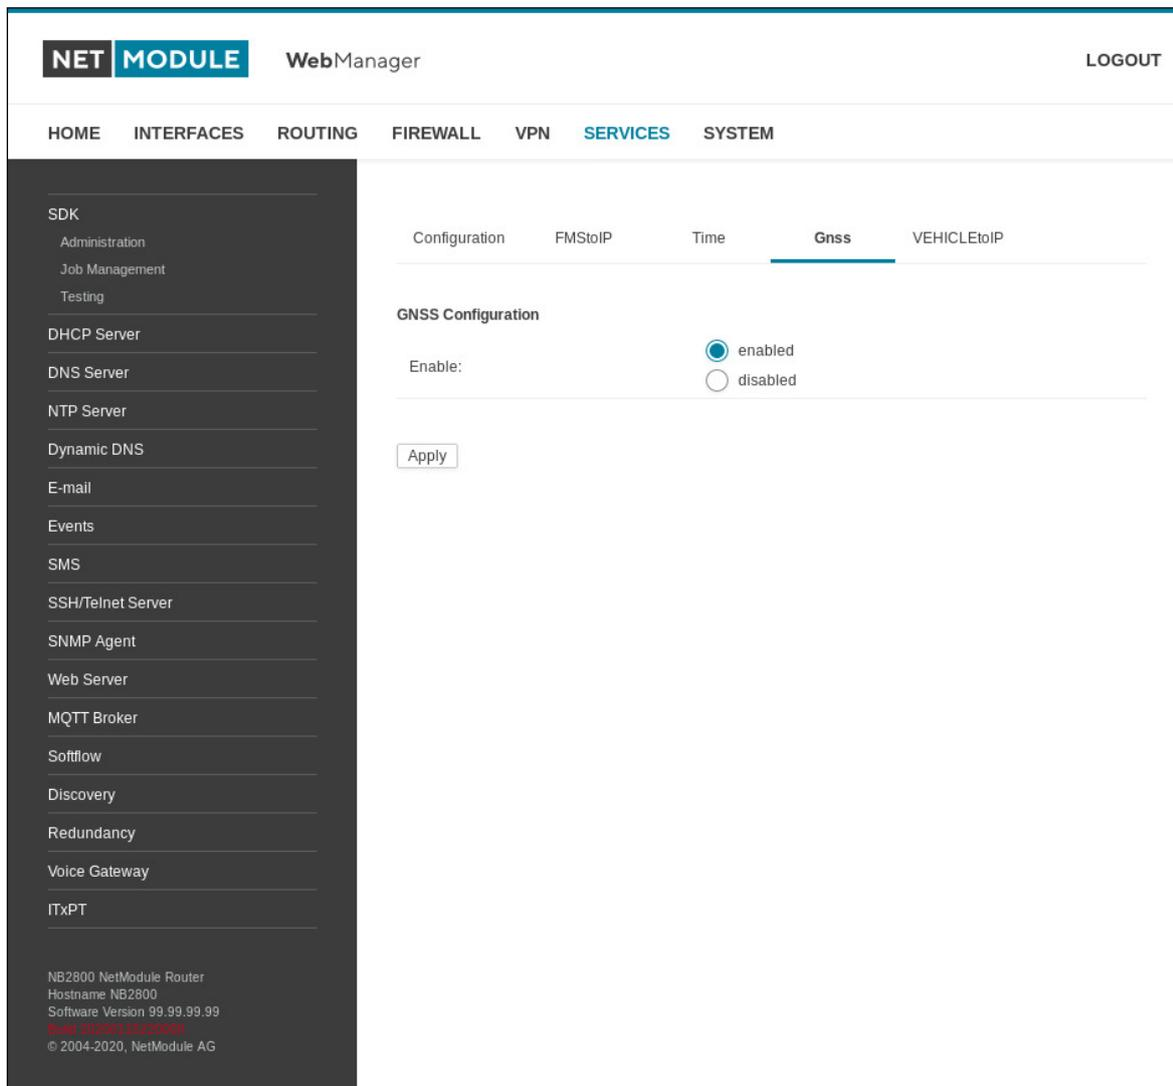 NET MODULE WebManager LOGOUT
HOME INTERFACES ROUTING FIREWALL VPN SERVICES SYSTEM
SDK
Administration
Job Management
Testing
DHCP Server
DNS Server
NTP Server
Dynamic DNS
E-mail
Events
SMS
SSH/Telnet Server
SNMP Agent
Web Server
MQTT Broker
Softflow
Discovery
Redundancy
Voice Gateway
ITxPT
NB2800 NetModule Router
Hostname NB2800
Software Version 99.99.99.99
Build
© 2004-2020, NetModule AG
Configuration FMStoIP Time Gnss VEHICLEtoIP
GNSS Configuration
Enable:
enabled
disabled
Apply